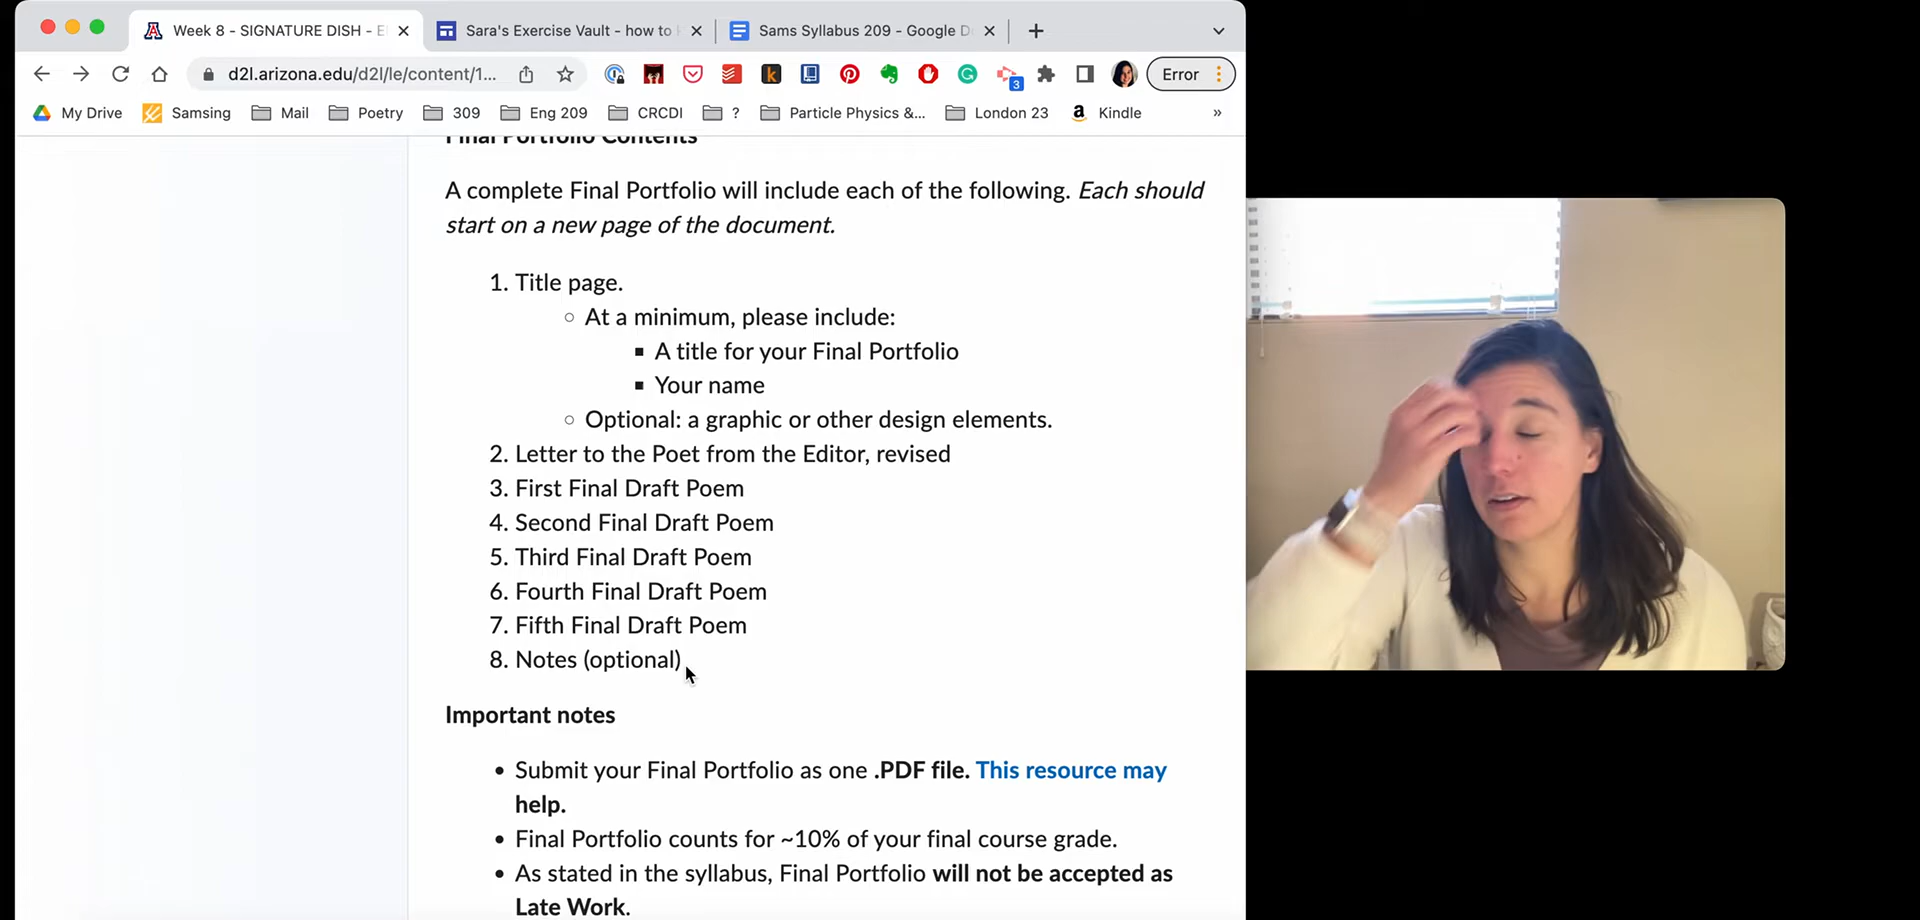 Week 8 - SIGNATURE DISH - E
Sara's Exercise Vault - how to
Sams Syllabus 209 - Google D
d2l.arizona.edu/d2l/le/content/1...
3
Error
My Drive
Samsing
Mail
Poetry
309
Eng 209
CRCDI
?
Particle Physics &...
London 23
Kindle
»
Final Portfolio Contents
A complete Final Portfolio will include each of the following. Each should
start on a new page of the document.
1. Title page.
At a minimum, please include:
A title for your Final Portfolio
Your name
Optional: a graphic or other design elements.
2. Letter to the Poet from the Editor, revised
3. First Final Draft Poem
4. Second Final Draft Poem
5. Third Final Draft Poem
6. Fourth Final Draft Poem
7. Fifth Final Draft Poem
8. Notes (optional)
Important notes
Submit your Final Portfolio as one .PDF file. This resource may
help.
Final Portfolio counts for ~10% of your final course grade.
As stated in the syllabus, Final Portfolio will not be accepted as
Late Work.